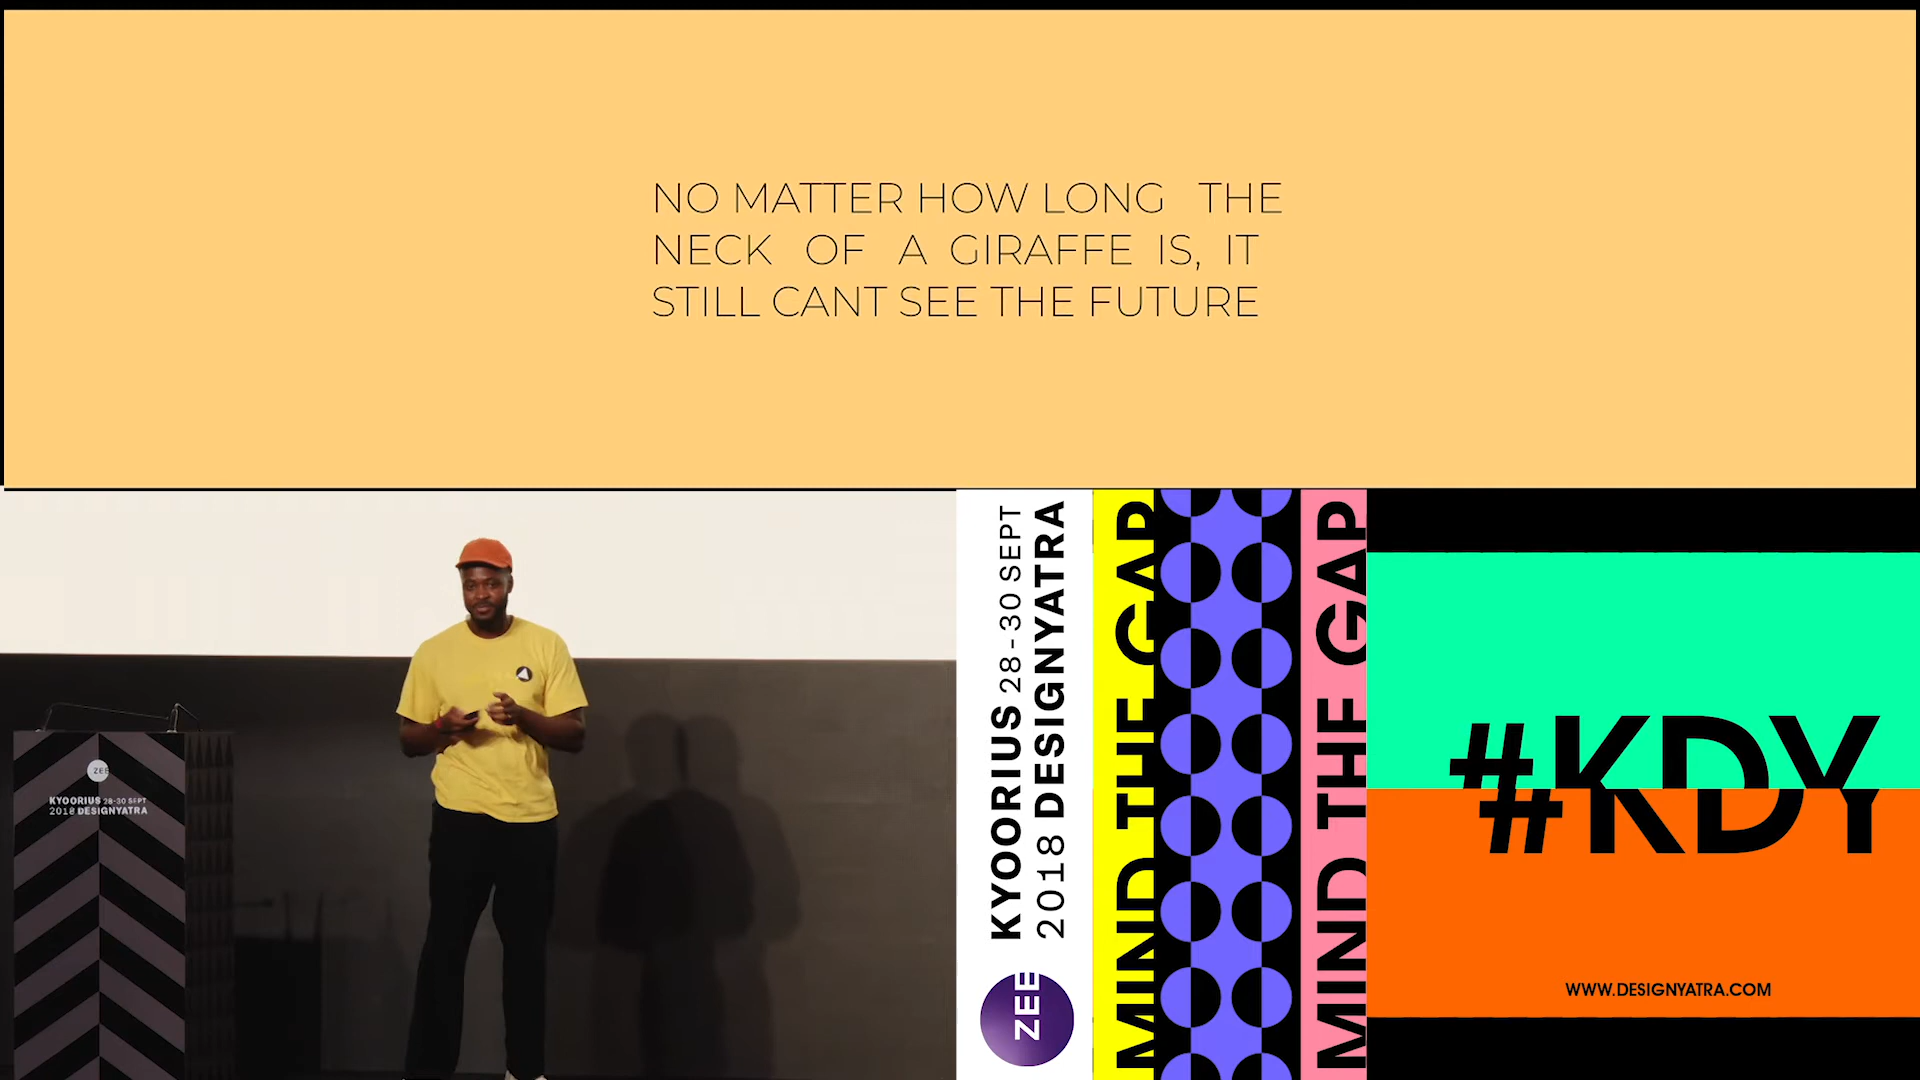 NO MATTER HOW LONG THE
NECK OF A GIRAFFE IS, IT
STILL CANT SEE THE FUTURE
ZEE
KYOORIUS 28-30 SEPT
2018 DESIGNYATRA
ZEE
KYOORIUS 28-30 SEPT
2018 DESIGNYATRA
MIND THE GAP
MIND THE GAP
#KDY
WWW.DESIGNYATRA.COM